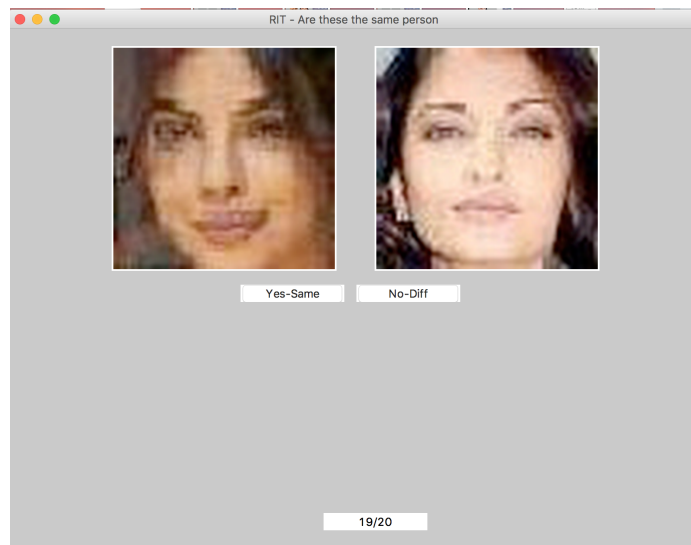 RIT - Are these the same person
Yes-Same No-Diff
19/20